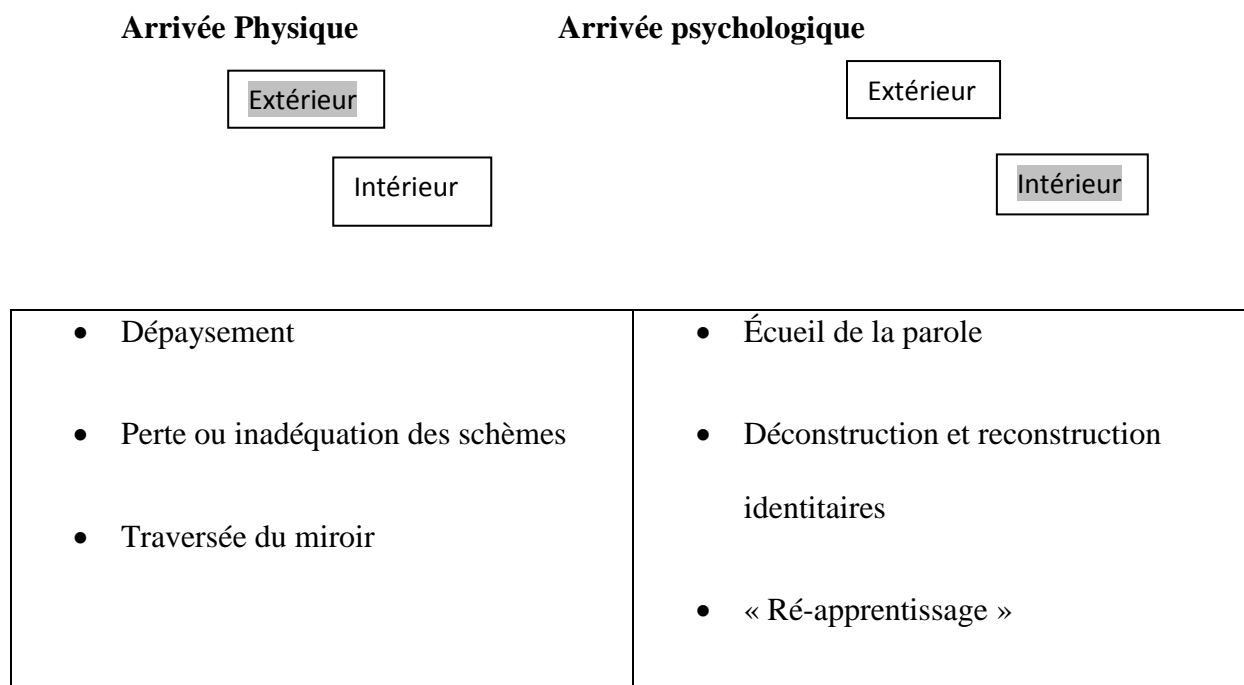 Arrivée Physique
Arrivée psychologique
Extérieur
Intérieur
Extérieur
Intérieur
• Dépaysement
• Perte ou inadéquation des schèmes
• Traversée du miroir
• Écueil de la parole
• Déconstruction et reconstruction
identitaires
• « Ré-apprentissage »